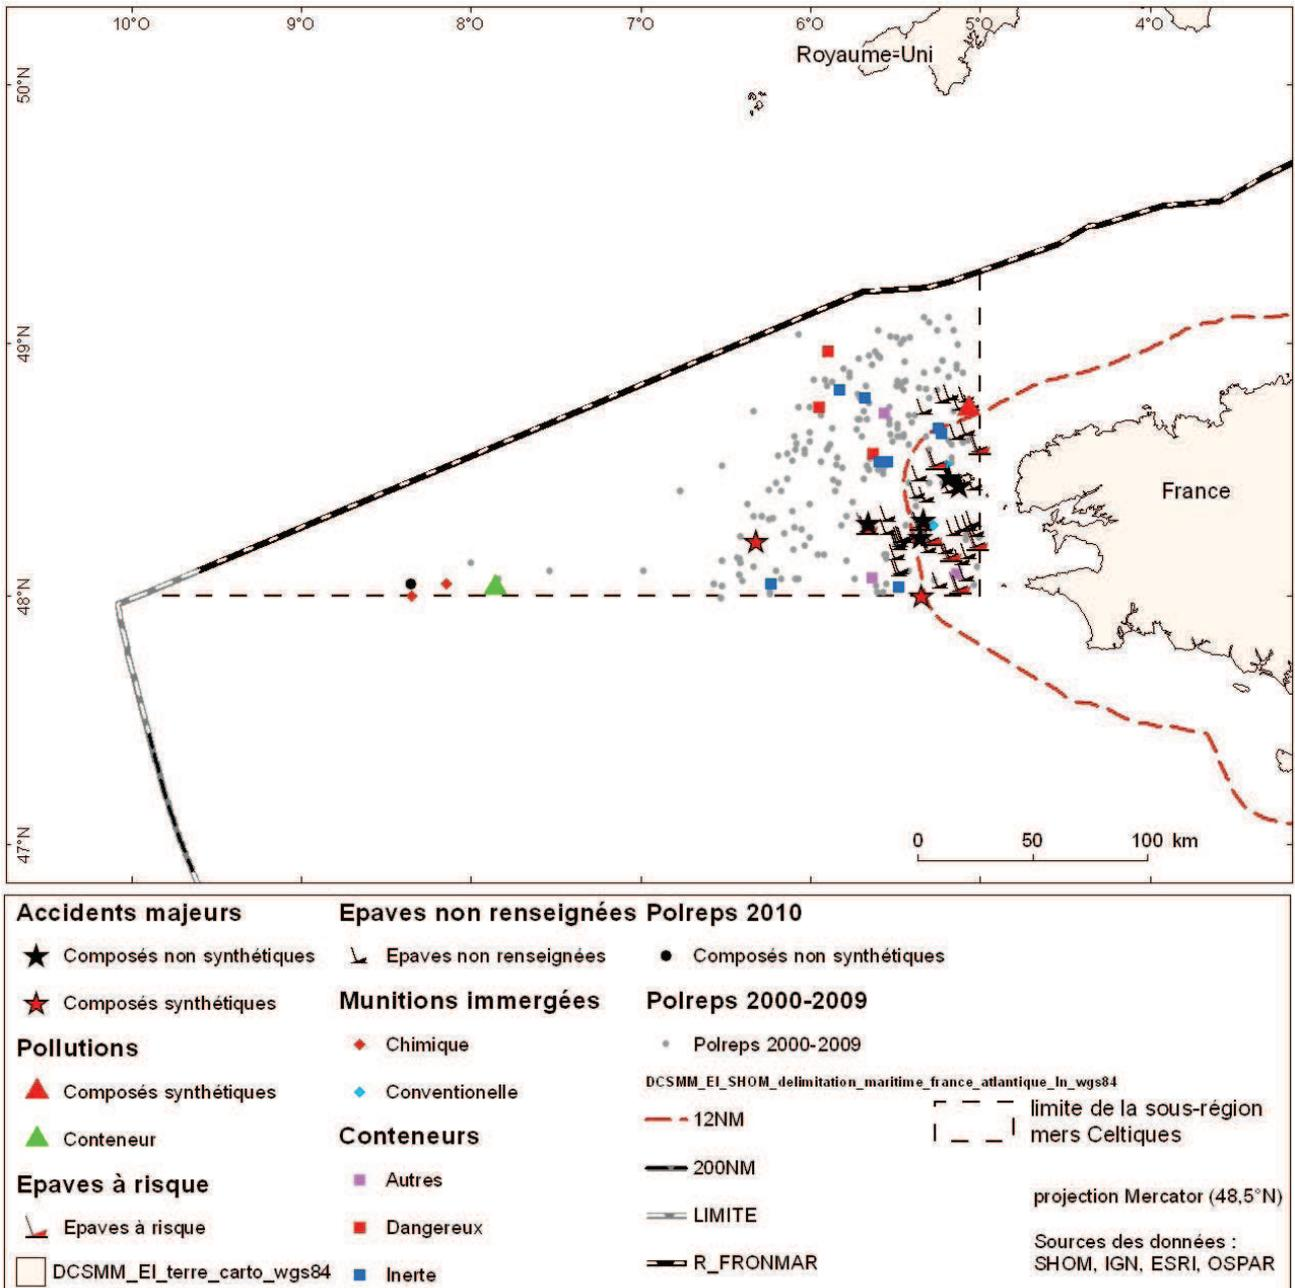 10°O 9°O 8°O 7°O 6°O 5°O 4°O
Royaume-Uni
50°N
49°N
France
48°N
47°N
0 50 100 km
Accidents majeurs
Composés non synthétiques
Composés synthétiques
Pollutions
Composés synthétiques
Conteneur
Epaves à risque
Epaves à risque
DCSMM_EI_terre_carto_wgs84
Epaves non renseignées
Epaves non renseignées
Munitions immergées
Chimique
Conventionelle
Conteneurs
Autres
Dangereux
Inerte
Polreps 2010
Composés non synthétiques
Polreps 2000-2009
Polreps 2000-2009
DCSMM_EI_SHOM_delimitation_maritime_france_atlantique_ln_wgs84
12NM
200NM
LIMITE
R_FRONMAR
limite de la sous-région
mers Celtiques
projection Mercator (48,5°N)
Sources des données :
SHOM, IGN, ESRI, OSPAR